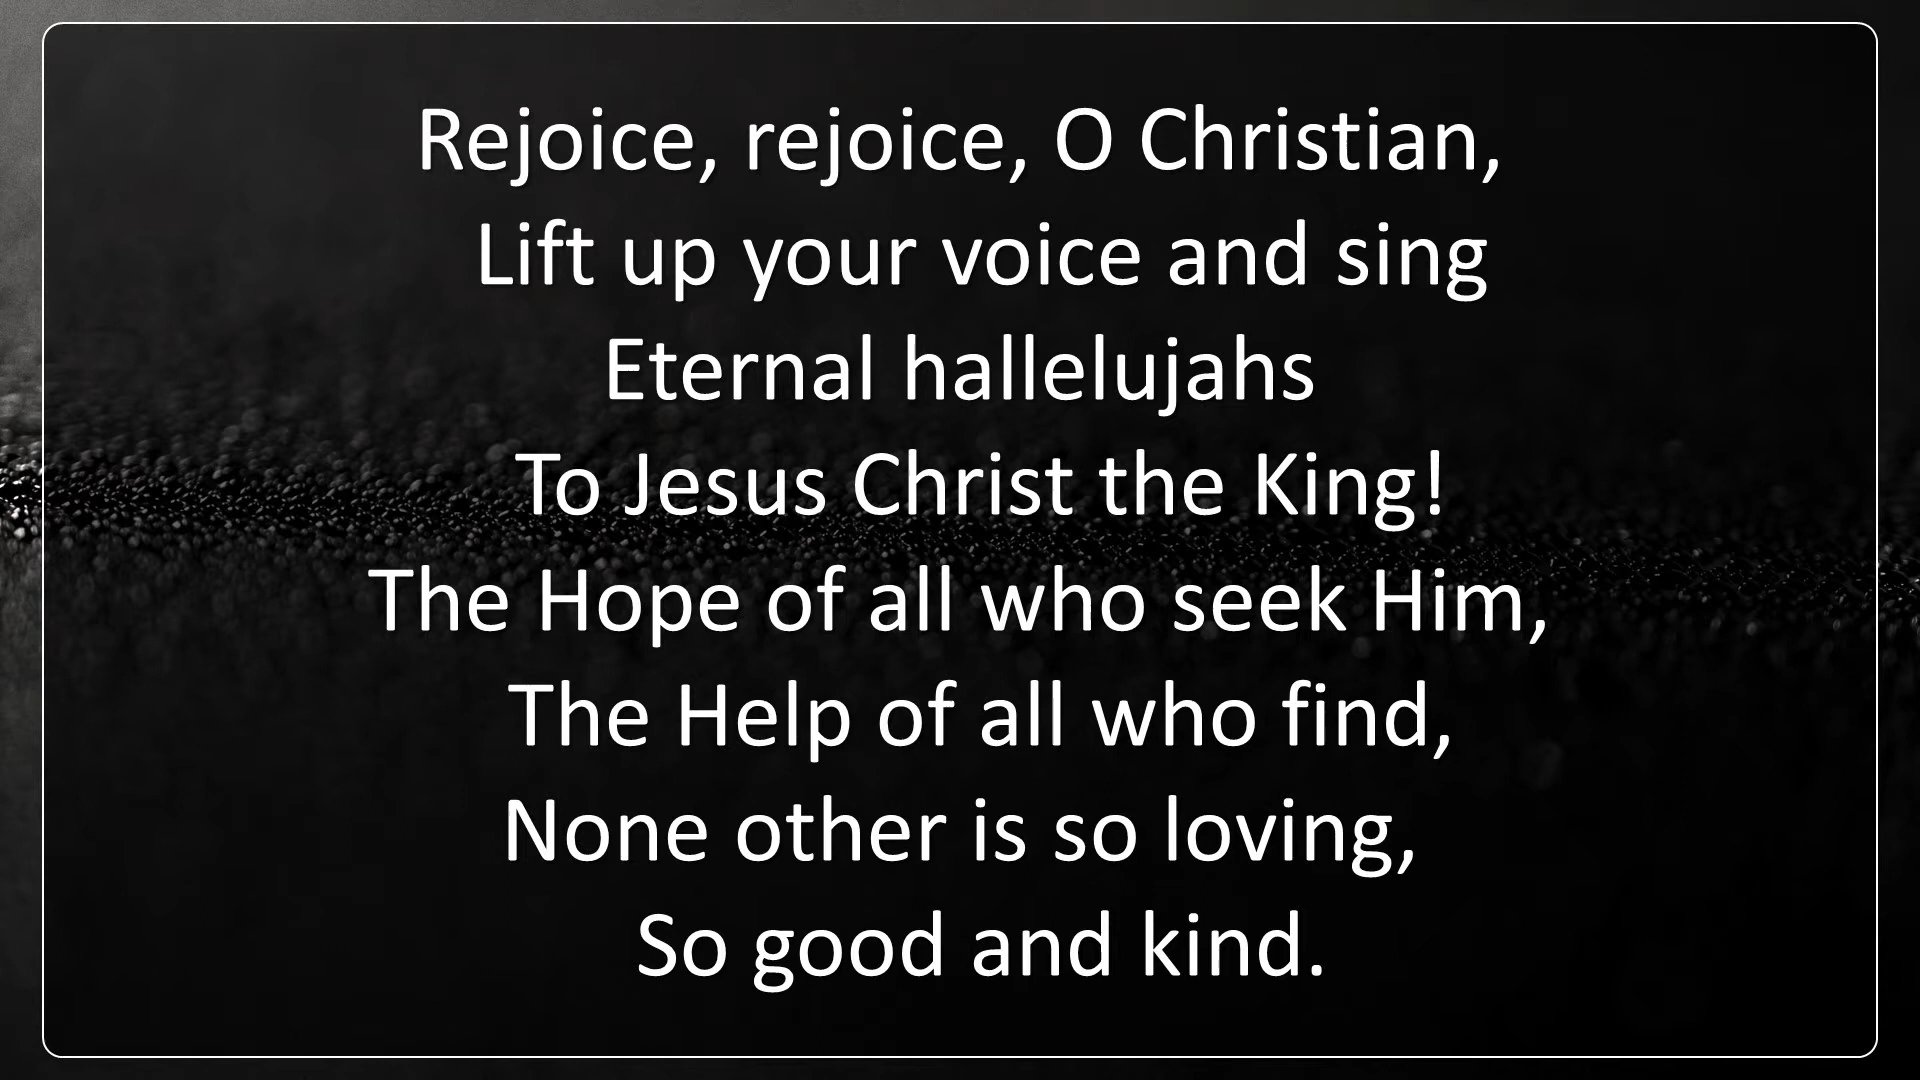 Rejoice, rejoice, O Christian,
Lift up your voice and sing
Eternal hallelujahs
To Jesus Christ the King!
The Hope of all who seek Him,
The Help of all who find,
None other is so loving,
So good and kind.